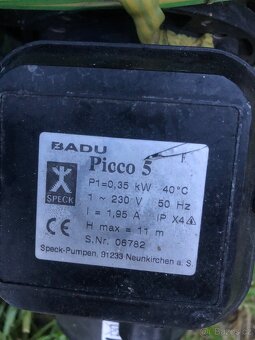 BADU
Picco 5 F
SPECK
P1=0,35 kW 40°C
1 ~ 230 V 50 Hz
I = 1,95 A IP X4
CE H max = 11 m
S.Nr. 06782
Speck-Pumpen, 91233 Neunkirchen a. S.